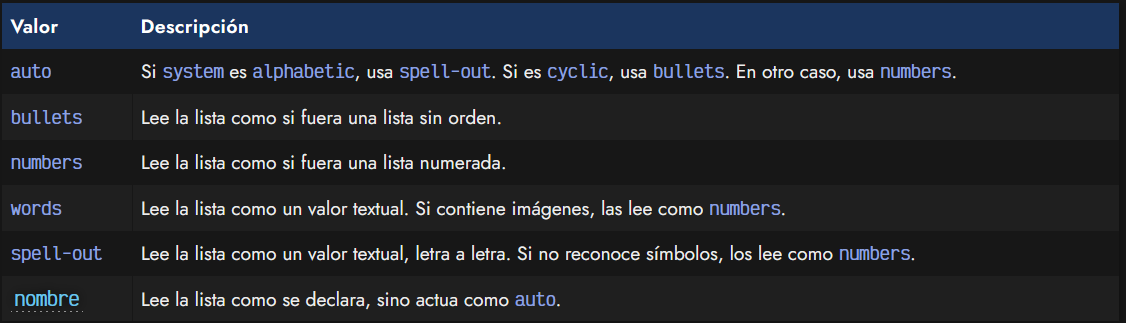 Valor Descripción
auto Si system es alphabetic, usa spell-out. Si es cyclic, usa bullets. En otro caso, usa numbers.
bullets Lee la lista como si fuera una lista sin orden.
numbers Lee la lista como si fuera una lista numerada.
words Lee la lista como un valor textual. Si contiene imágenes, las lee como numbers.
spell-out Lee la lista como un valor textual, letra a letra. Si no reconoce símbolos, los lee como numbers.
nombre Lee la lista como se declara, sino actua como auto.